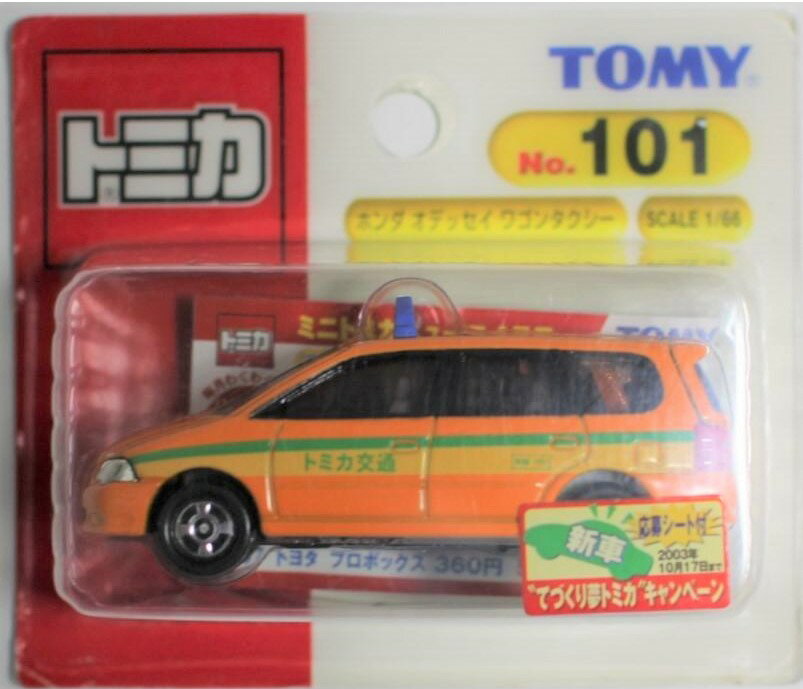 トミカ
TOMY
No. 101
ホンダ オデッセイ ワゴンタクシー
SCALE 1/66
トミカ
TOMY
トミカ交通
トヨタ プロボックス 360円
応募シート付
新車
2003年
10月17日まで
"てづくり夢トミカ"キャンペーン